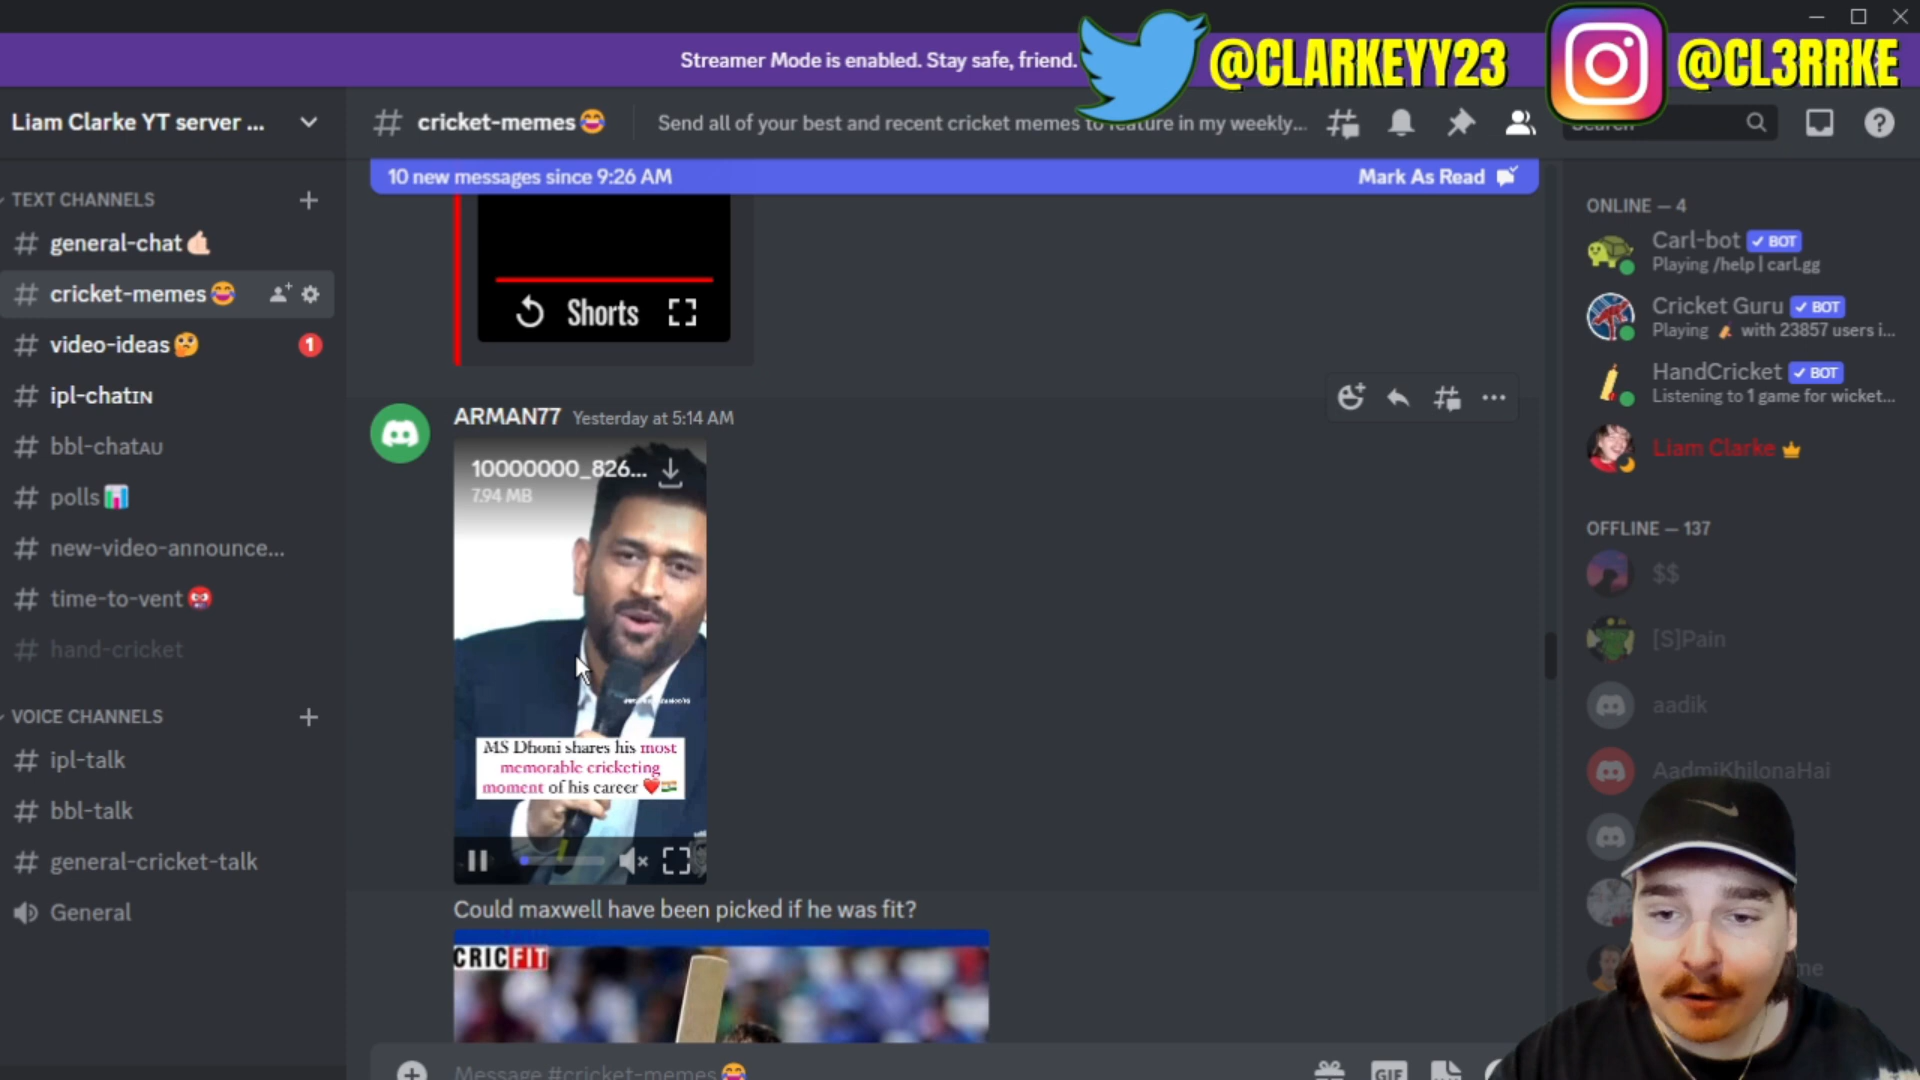 Streamer Mode is enabled. Stay safe, friend.
@CLARKEYY23
@CL3RRKE
Liam Clarke YT server ...
cricket-memes😂
Send all of your best and recent cricket memes to feature in my weekly...
10 new messages since 9:26 AM
Mark As Read
TEXT CHANNELS
general-chat🤙🏻
cricket-memes😂
video-ideas🤔
1
ipl-chatIN
bbl-chatAU
polls📊
new-video-announce...
time-to-vent👹
hand-cricket
VOICE CHANNELS
ipl-talk
bbl-talk
general-cricket-talk
General
Shorts
ARMAN77 Yesterday at 5:14 AM
10000000_826...
7.94 MB
MS Dhoni shares his most
memorable cricketing
moment of his career ❤️🇮🇳
Could maxwell have been picked if he was fit?
CRICFIT
Message #cricket-memes😂
GIF
Search
ONLINE — 4
Carl-bot ✓ BOT
Playing /help | carl.gg
Cricket Guru ✓ BOT
Playing 🏏 with 23857 users i...
HandCricket ✓ BOT
Listening to 1 game for wicket...
Liam Clarke
OFFLINE — 137
$$
[S]Pain
aadik
AadmiKhilonaHai
me